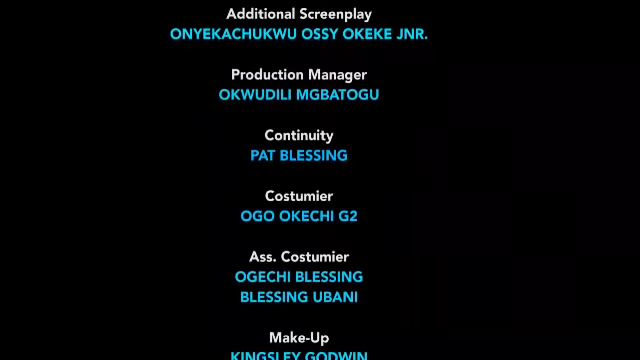 Additional Screenplay
ONYEKACHUKWU OSSY OKEKE JNR.
Production Manager
OKWUDILI MGBATOGU
Continuity
PAT BLESSING
Costumier
OGO OKECHI G2
Ass. Costumier
OGECHI BLESSING
BLESSING UBANI
Make-Up
KINGSLEY GODWIN